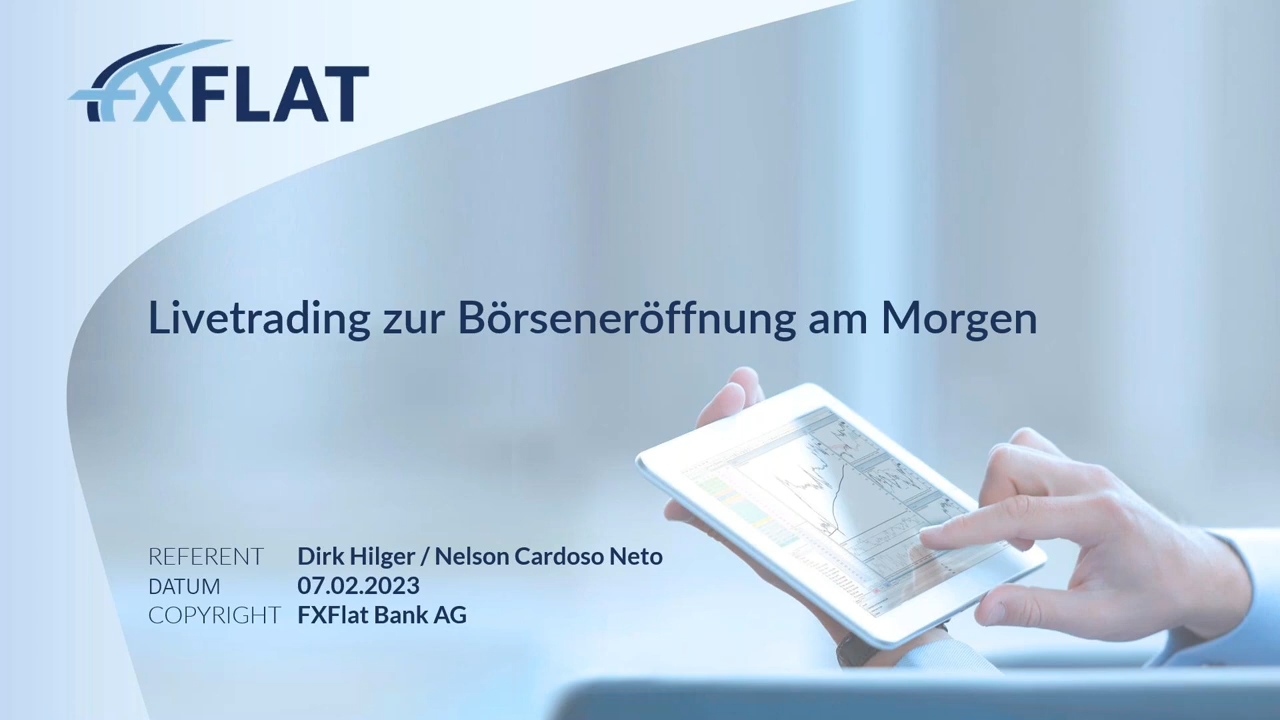 FXFLAT
Livetrading zur Börseneröffnung am Morgen
REFERENT Dirk Hilger / Nelson Cardoso Neto
DATUM 07.02.2023
COPYRIGHT FXFlat Bank AG